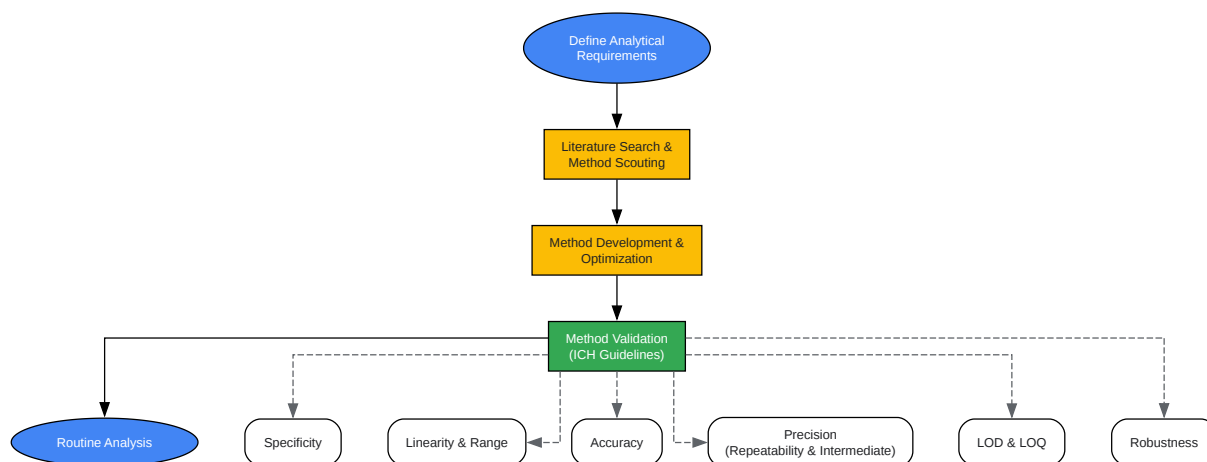 Define Analytical
Requirements
Literature Search &
Method Scouting
Method Development &
Optimization
Method Validation
(ICH Guidelines)
Routine Analysis
Specificity
Linearity & Range
Accuracy
Precision
(Repeatability & Intermediate)
LOD & LOQ
Robustness